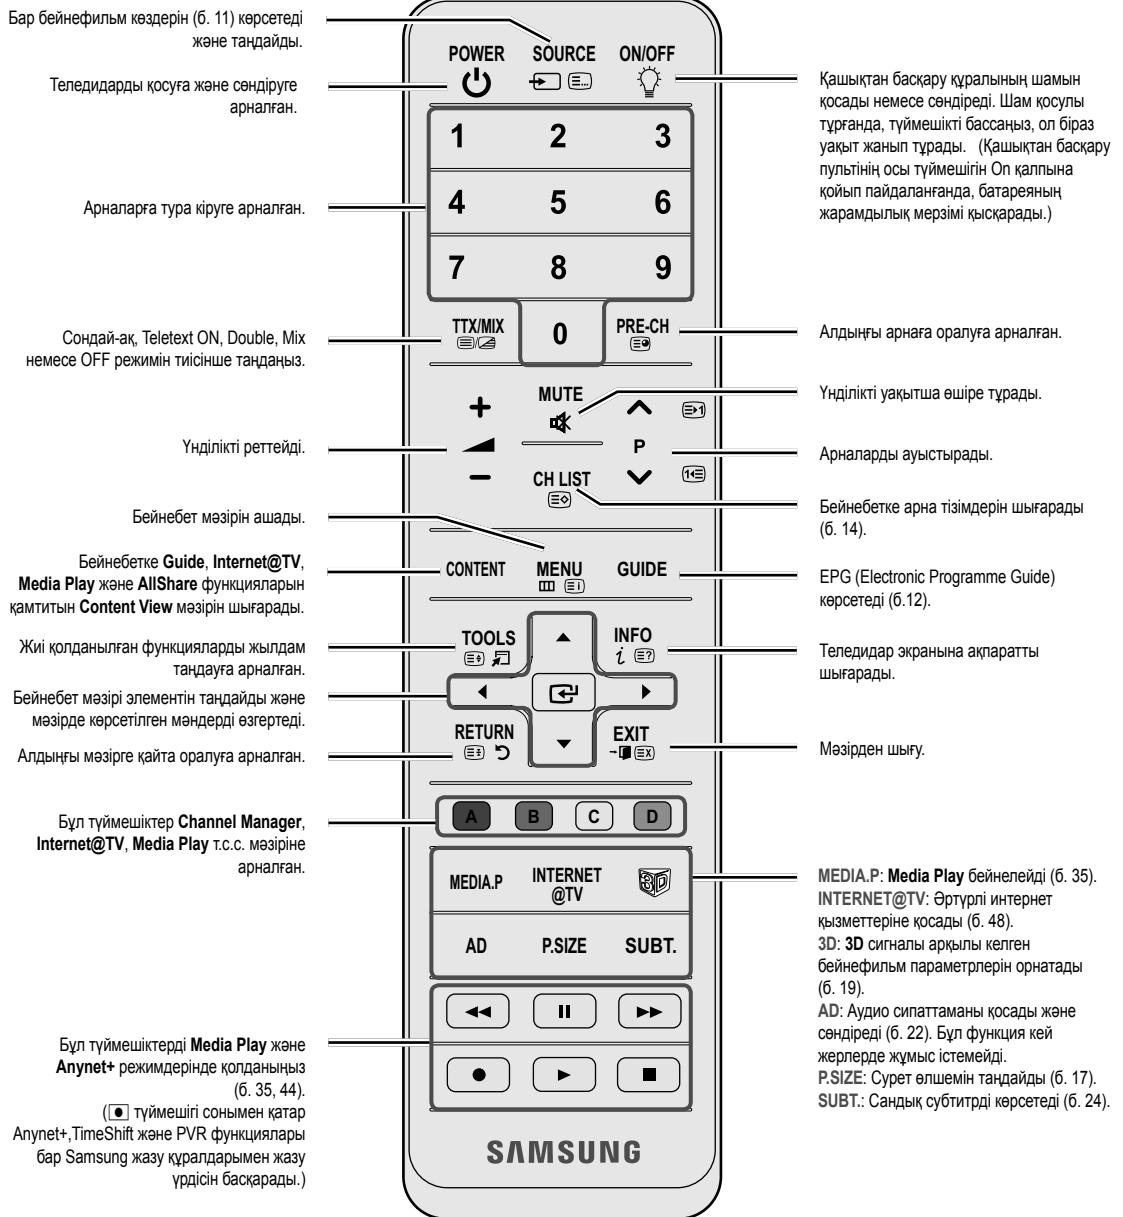 Бар бейнефильм көздерін (б. 11) көрсетеді
және таңдайды.
Теледидарды қосуға және сөндіруге
арналған.
Арналарға тура кіруге арналған.
Сондай-ақ, Teletext ON, Double, Mix
немесе OFF режимін тиісінше таңдаңыз.
Үнділікті реттейді.
Бейнебет мәзірін ашады.
Бейнебетке Guide, Internet@TV,
Media Play және AllShare функцияларын
қамтитын Content View мәзірін шығарады.
Жиі қолданылған функцияларды жылдам
таңдауға арналған.
Бейнебет мәзірі элементін таңдайды және
мәзірде көрсетілген мәндерді өзгертеді.
Алдыңғы мәзірге қайта оралуға арналған.
Бұл түймешіктер Channel Manager,
Internet@TV, Media Play т.с.с. мәзіріне
арналған.
Бұл түймешіктерді Media Play және
Anynet+ режимдерінде қолданыңыз
(б. 35, 44).
( түймешігі сонымен қатар
Anynet+,TimeShift және PVR функциялары
бар Samsung жазу құралдарымен жазу
үрдісін басқарады.)
POWER SOURCE ON/OFF
1 2 3
4 5 6
7 8 9
TTX/MIX 0 PRE-CH
MUTE
P
CH LIST
CONTENT MENU GUIDE
TOOLS INFO
RETURN EXIT
A B C D
MEDIA.P INTERNET
@TV 3D
AD P.SIZE SUBT.
SAMSUNG
Қашықтан басқару құралының шамын
қосады немесе сөндіреді. Шам қосулы
тұрғанда, түймешікті бассаңыз, ол біраз
уақыт жанып тұрады. (Қашықтан басқару
пультінің осы түймешігін On қалпына
қойып пайдаланғанда, батареяның
жарамдылық мерзімі қысқарады.)
Алдыңғы арнаға оралуға арналған.
Үнділікті уақытша өшіре тұрады.
Арналарды ауыстырады.
Бейнебетке арна тізімдерін шығарады
(б. 14).
EPG (Electronic Programme Guide)
көрсетеді (б.12).
Теледидар экранына ақпаратты
шығарады.
Мәзірден шығу.
MEDIA.P: Media Play бейнелейді (б. 35).
INTERNET@TV: Әртүрлі интернет
қызметтеріне қосады (б. 48).
3D: 3D сигналы арқылы келген
бейнефильм параметрлерін орнатады
(б. 19).
AD: Аудио сипаттаманы қосады және
сөндіреді (б. 22). Бұл функция кей
жерлерде жұмыс істемейді.
P.SIZE: Сурет өлшемін таңдайды (б. 17).
SUBT.: Сандық субтитрді көрсетеді (б. 24).